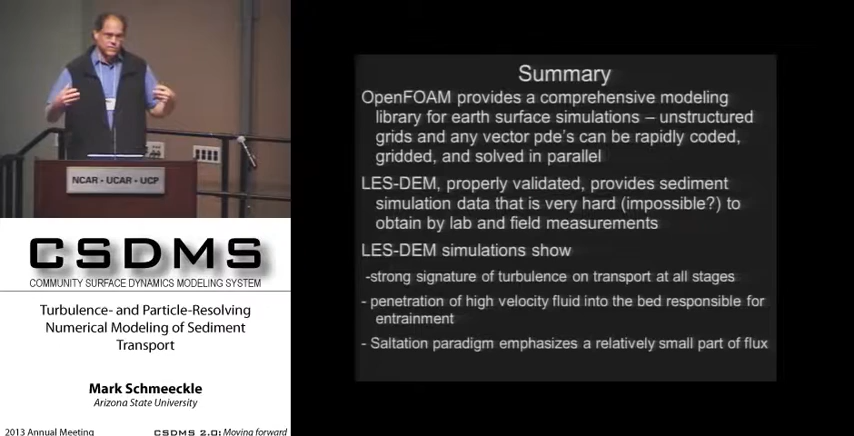 NCAR - UCAR - UCP
CSDMS
COMMUNITY SURFACE DYNAMICS MODELING SYSTEM
Turbulence- and Particle-Resolving
Numerical Modeling of Sediment
Transport
Mark Schmeeckle
Arizona State University
2013 Annual Meeting
CSDMS 2.0: Moving forward
Summary
OpenFOAM provides a comprehensive modeling
library for earth surface simulations – unstructured
grids and any vector pde's can be rapidly coded,
gridded, and solved in parallel
LES-DEM, properly validated, provides sediment
simulation data that is very hard (impossible?) to
obtain by lab and field measurements
LES-DEM simulations show
-strong signature of turbulence on transport at all stages
- penetration of high velocity fluid into the bed responsible for
entrainment
- Saltation paradigm emphasizes a relatively small part of flux